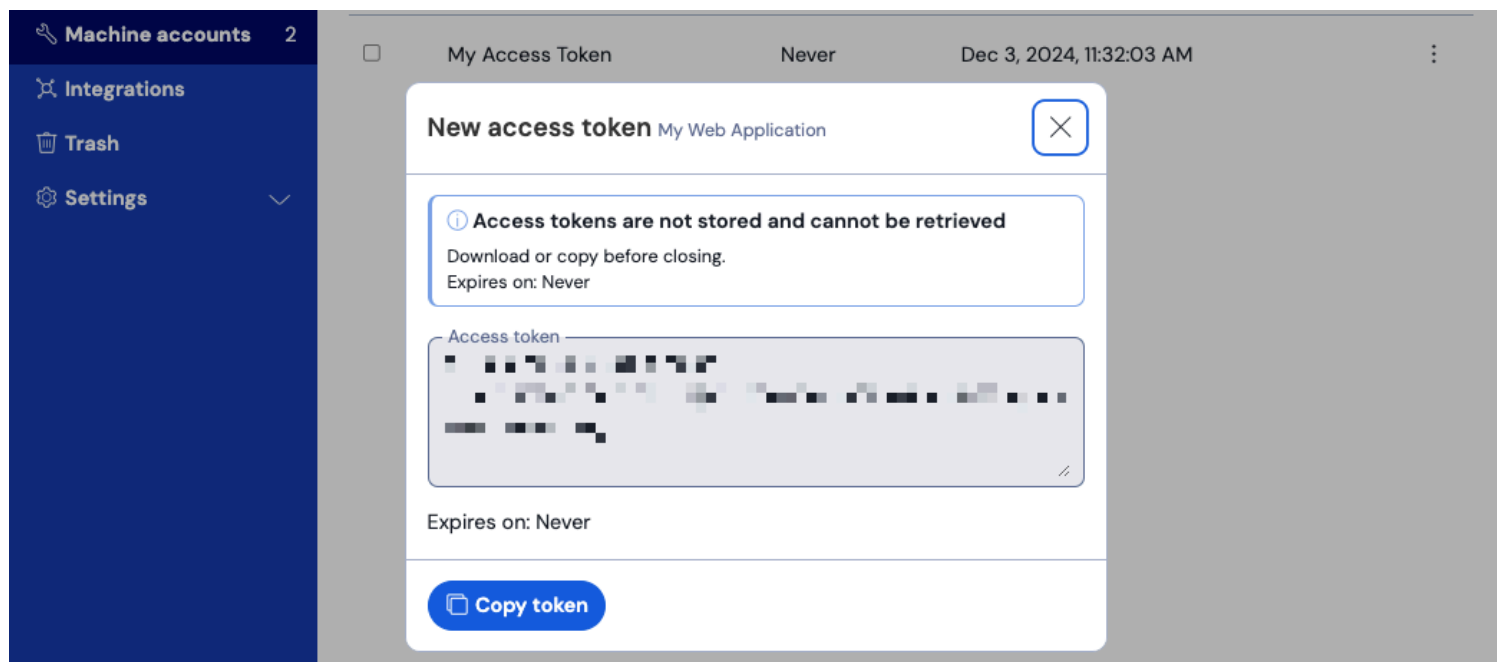 Machine accounts 2
Integrations
Trash
Settings
My Access Token Never Dec 3, 2024, 11:32:03 AM
New access token My Web Application
Access tokens are not stored and cannot be retrieved
Download or copy before closing.
Expires on: Never
Access token
Expires on: Never
Copy token